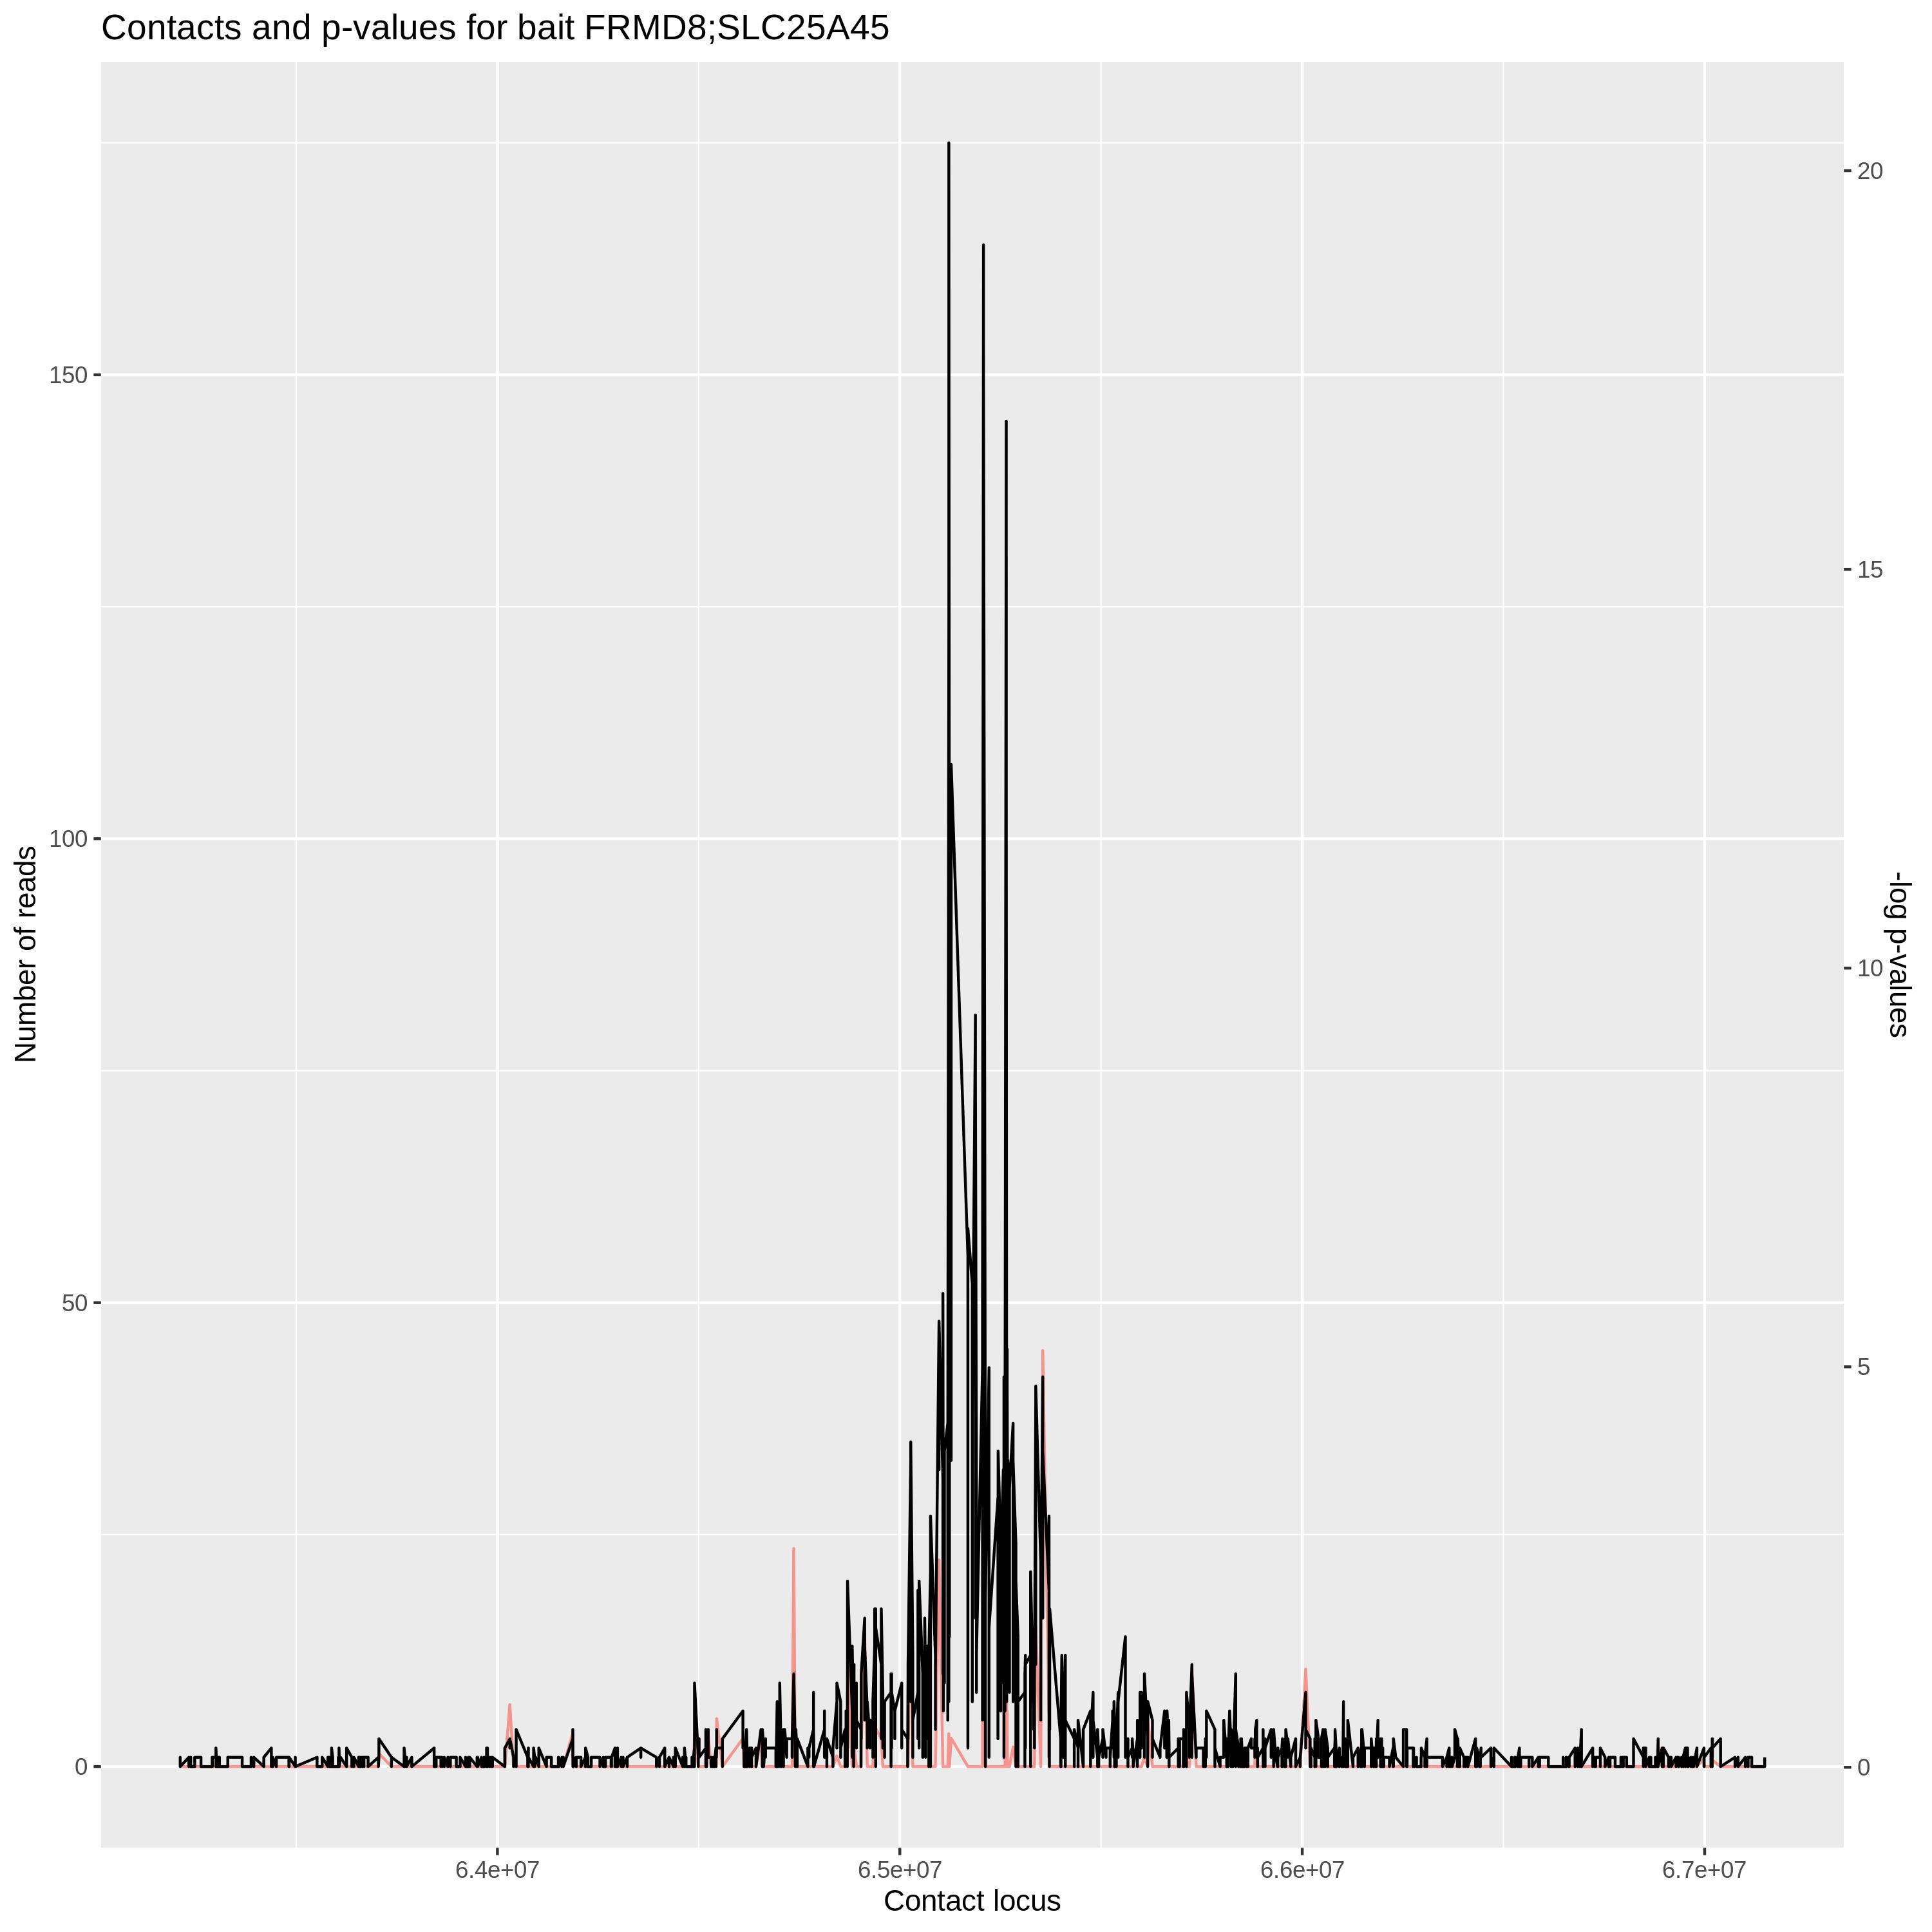 Contacts and p-values for bait FRMD8;SLC25A45
Number of reads
150
100
50
0
20
15
10
5
0
-log p-values
6.4e+07 6.5e+07 6.6e+07 6.7e+07
Contact locus